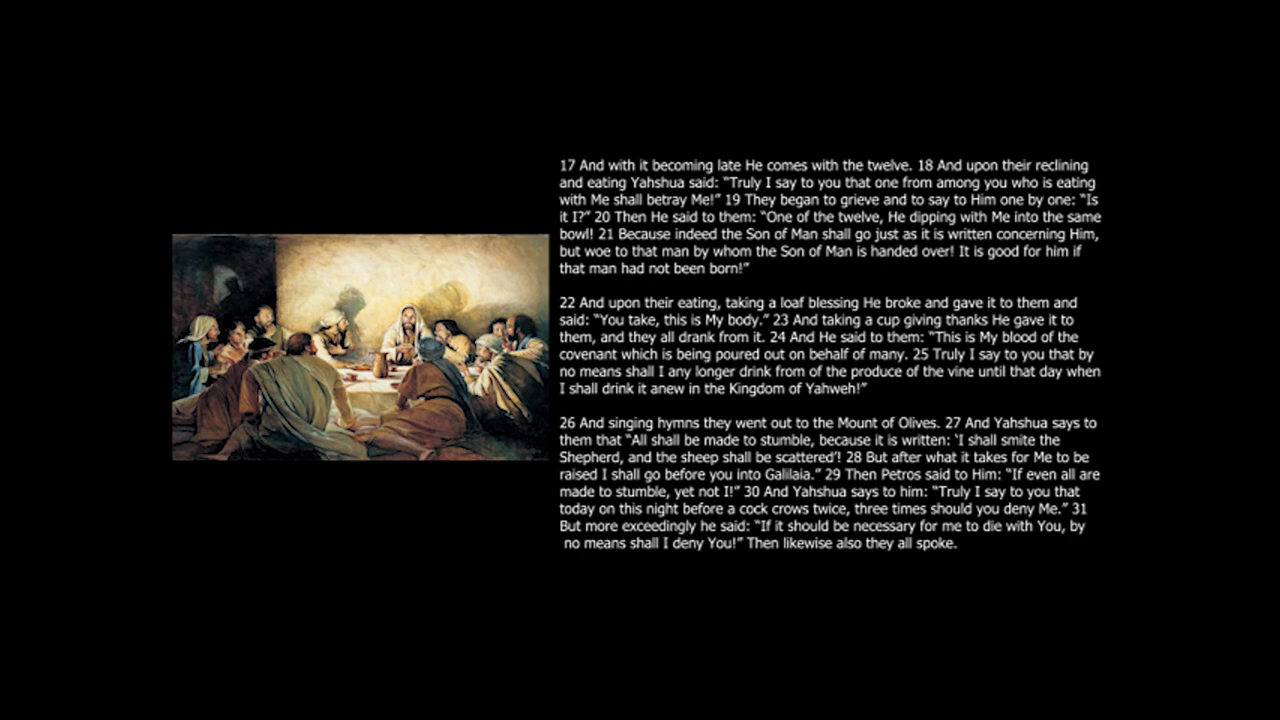 17 And with it becoming late He comes with the twelve. 18 And upon their reclining
and eating Yahshua said: “Truly I say to you that one from among you who is eating
with Me shall betray Me!” 19 They began to grieve and to say to Him one by one: “Is
it I?” 20 Then He said to them: “One of the twelve, He dipping with Me into the same
bowl! 21 Because indeed the Son of Man shall go just as it is written concerning Him,
but woe to that man by whom the Son of Man is handed over! It is good for him if
that man had not been born!”
22 And upon their eating, taking a loaf blessing He broke and gave it to them and
said: “You take, this is My body.” 23 And taking a cup giving thanks He gave it to
them, and they all drank from it. 24 And He said to them: “This is My blood of the
covenant which is being poured out on behalf of many. 25 Truly I say to you that by
no means shall I any longer drink from of the produce of the vine until that day when
I shall drink it anew in the Kingdom of Yahweh!”
26 And singing hymns they went out to the Mount of Olives. 27 And Yahshua says to
them that “All shall be made to stumble, because it is written: ‘I shall smite the
Shepherd, and the sheep shall be scattered’! 28 But after what it takes for Me to be
raised I shall go before you into Galilaia.” 29 Then Petros said to Him: “If even all are
made to stumble, yet not I!” 30 And Yahshua says to him: “Truly I say to you that
today on this night before a cock crows twice, three times should you deny Me.” 31
But more exceedingly he said: “If it should be necessary for me to die with You, by
no means shall I deny You!” Then likewise also they all spoke.